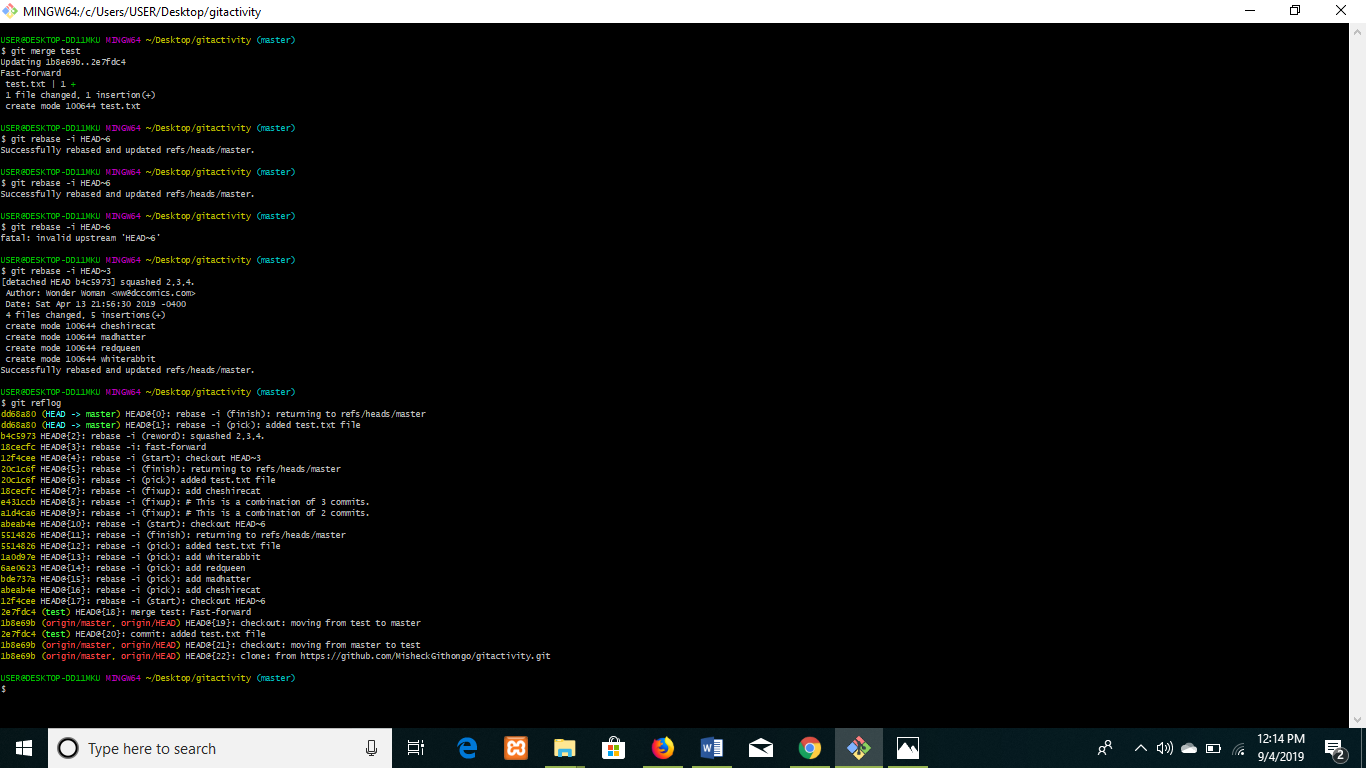 MINGW64:/c/Users/USER/Desktop/gitactivity
USER@DESKTOP-DD11MKU MINGW64 ~/Desktop/gitactivity (master)
$ git merge test
Updating 1b8e69b..2e7fdc4
Fast-forward
 test.txt | 1 +
 1 file changed, 1 insertion(+)
 create mode 100644 test.txt
USER@DESKTOP-DD11MKU MINGW64 ~/Desktop/gitactivity (master)
$ git rebase -i HEAD~6
Successfully rebased and updated refs/heads/master.
USER@DESKTOP-DD11MKU MINGW64 ~/Desktop/gitactivity (master)
$ git rebase -i HEAD~6
Successfully rebased and updated refs/heads/master.
USER@DESKTOP-DD11MKU MINGW64 ~/Desktop/gitactivity (master)
$ git rebase -i HEAD~6
fatal: invalid upstream 'HEAD~6'
USER@DESKTOP-DD11MKU MINGW64 ~/Desktop/gitactivity (master)
$ git rebase -i HEAD~3
[detached HEAD b4c5973] squashed 2,3,4.
 Author: Wonder Woman <ww@dccomics.com>
 Date: Sat Apr 13 21:56:30 2019 -0400
 4 files changed, 5 insertions(+)
 create mode 100644 cheshirecat
 create mode 100644 madhatter
 create mode 100644 redqueen
 create mode 100644 whiterabbit
Successfully rebased and updated refs/heads/master.
USER@DESKTOP-DD11MKU MINGW64 ~/Desktop/gitactivity (master)
$ git reflog
dd68a80 (HEAD -> master) HEAD@{0}: rebase -i (finish): returning to refs/heads/master
dd68a80 (HEAD -> master) HEAD@{1}: rebase -i (pick): added test.txt file
b4c5973 HEAD@{2}: rebase -i (reword): squashed 2,3,4.
18cecfc HEAD@{3}: rebase -i: fast-forward
12f4cee HEAD@{4}: rebase -i (start): checkout HEAD~3
20c1c6f HEAD@{5}: rebase -i (finish): returning to refs/heads/master
20c1c6f HEAD@{6}: rebase -i (pick): added test.txt file
18cecfc HEAD@{7}: rebase -i (fixup): add cheshirecat
e431ccb HEAD@{8}: rebase -i (fixup): # This is a combination of 3 commits.
a1d4ca6 HEAD@{9}: rebase -i (fixup): # This is a combination of 2 commits.
abeab4e HEAD@{10}: rebase -i (start): checkout HEAD~6
5514826 HEAD@{11}: rebase -i (finish): returning to refs/heads/master
5514826 HEAD@{12}: rebase -i (pick): added test.txt file
1a0d97e HEAD@{13}: rebase -i (pick): add whiterabbit
6ae0623 HEAD@{14}: rebase -i (pick): add redqueen
bde737a HEAD@{15}: rebase -i (pick): add madhatter
abeab4e HEAD@{16}: rebase -i (pick): add cheshirecat
12f4cee HEAD@{17}: rebase -i (start): checkout HEAD~6
2e7fdc4 (test) HEAD@{18}: merge test: Fast-forward
1b8e69b (origin/master, origin/HEAD) HEAD@{19}: checkout: moving from test to master
2e7fdc4 (test) HEAD@{20}: commit: added test.txt file
1b8e69b (origin/master, origin/HEAD) HEAD@{21}: checkout: moving from master to test
1b8e69b (origin/master, origin/HEAD) HEAD@{22}: clone: from https://github.com/MisheckGithongo/gitactivity.git
USER@DESKTOP-DD11MKU MINGW64 ~/Desktop/gitactivity (master)
$
Type here to search
12:14 PM
9/4/2019
2